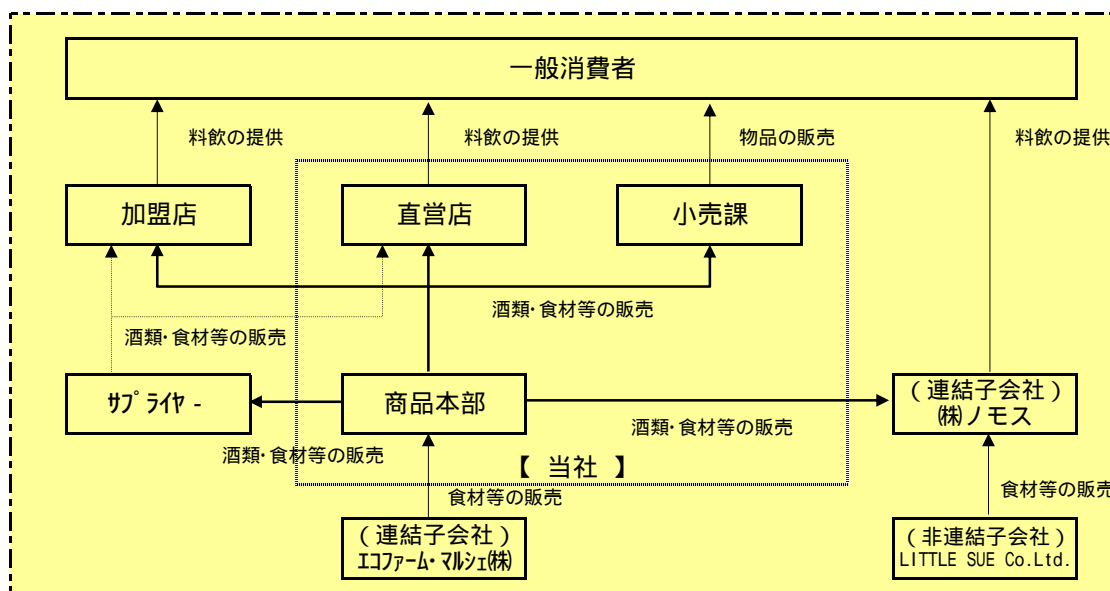 一般消費者
料飲の提供
料飲の提供
物品の販売
料飲の提供
加盟店
直営店
小売課
酒類・食材等の販売
酒類・食材等の販売
サプライヤ-
商品本部
(連結子会社)
㈱ノモス
酒類・食材等の販売
酒類・食材等の販売
【 当社 】
食材等の販売
食材等の販売
(連結子会社)
エコファーム・マルシェ㈱
(非連結子会社)
LITTLE SUE Co.Ltd.